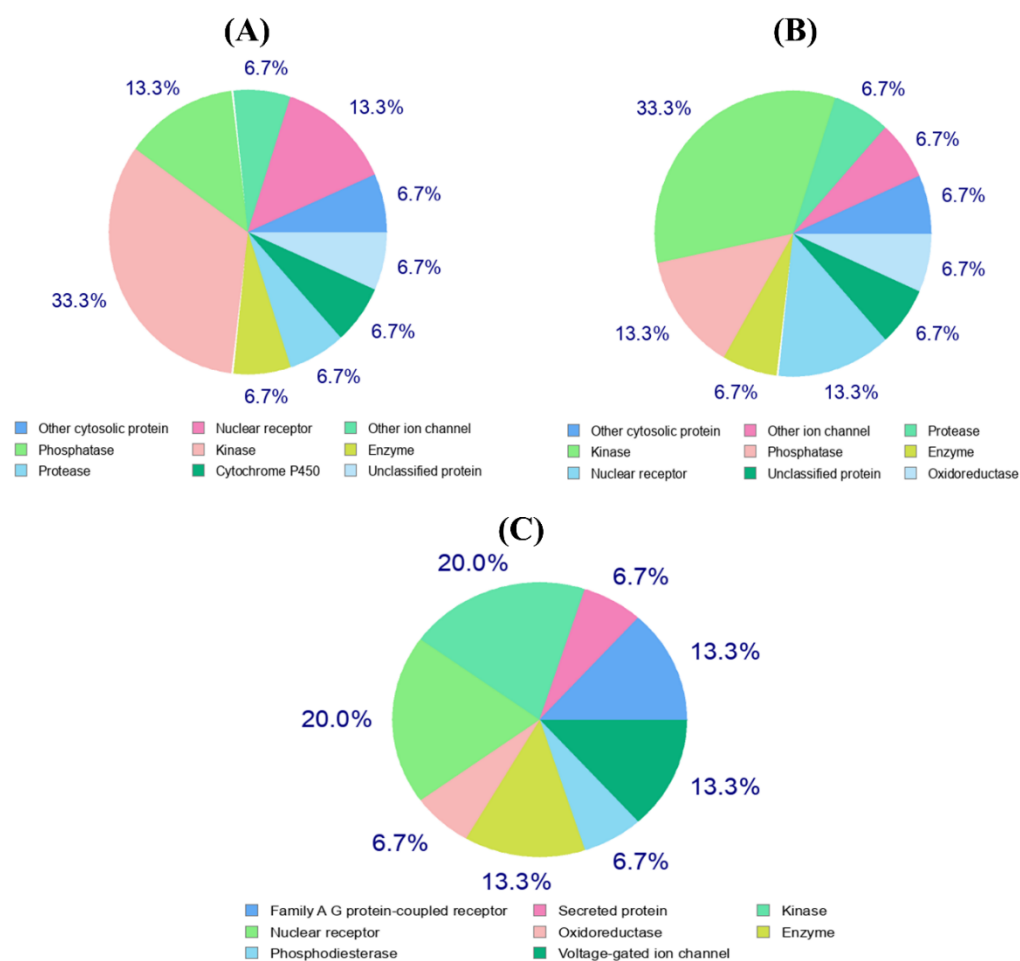 (A) (B)
6.7%
13.3% 13.3%
6.7%
33.3% 6.7%
6.7%
6.7%
6.7%
33.3% 6.7%
6.7%
6.7%
6.7%
13.3% 6.7%
6.7% 13.3%
Other cytosolic protein Nuclear receptor Other ion channel
Phosphatase Kinase Enzyme
Protease Cytochrome P450 Unclassified protein
Other cytosolic protein Other ion channel Protease
Kinase Phosphatase Enzyme
Nuclear receptor Unclassified protein Oxidoreductase
(C)
20.0% 6.7%
13.3%
20.0%
13.3%
6.7% 6.7%
13.3%
Family A G protein-coupled receptor Secreted protein Kinase
Nuclear receptor Oxidoreductase Enzyme
Phosphodiesterase Voltage-gated ion channel